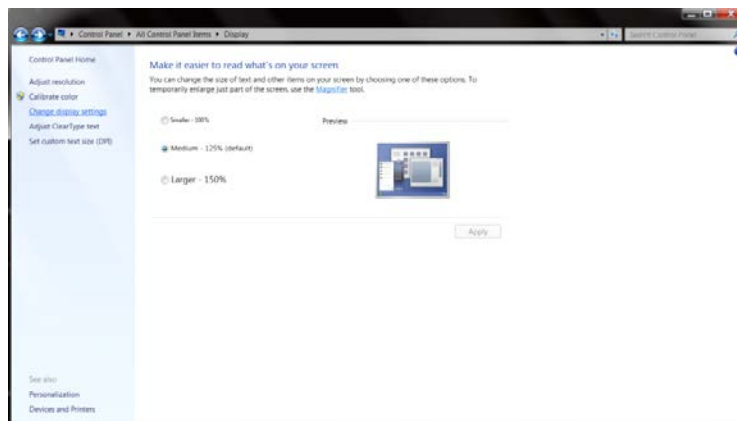 Control Panel ▸ All Control Panel Items ▸ Display
Search Control Panel
Control Panel Home
Adjust resolution
Calibrate color
Change display settings
Adjust ClearType text
Set custom text size (DPI)
Make it easier to read what's on your screen
You can change the size of text and other items on your screen by choosing one of these options. To
temporarily enlarge just part of the screen, use the Magnifier tool.
Smaller - 100%
Preview
Medium - 125% (default)
Larger - 150%
Apply
See also
Personalization
Devices and Printers